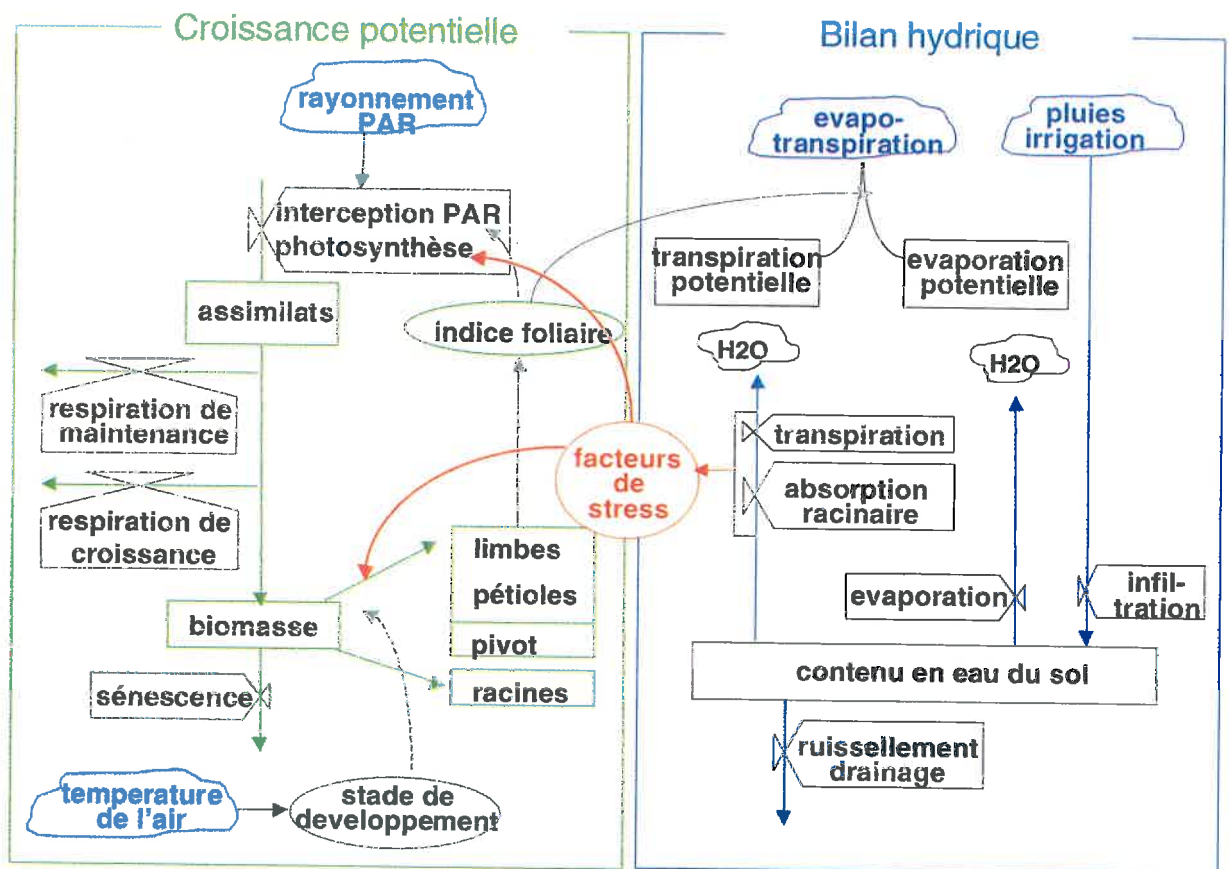 Croissance potentielle
rayonnement
PAR
interception PAR
photosynthèse
assimilats
indice foliaire
respiration de
maintenance
respiration de
croissance
biomasse
limbes
pétioles
pivot
racines
sénescence
temperature
de l'air
stade de
developpement
facteurs
de
stress
Bilan hydrique
evapo-
transpiration
pluies
irrigation
transpiration
potentielle
evaporation
potentielle
H2O
H2O
transpiration
absorption
racinaire
evaporation
infil-
tration
contenu en eau du sol
ruissellement
drainage